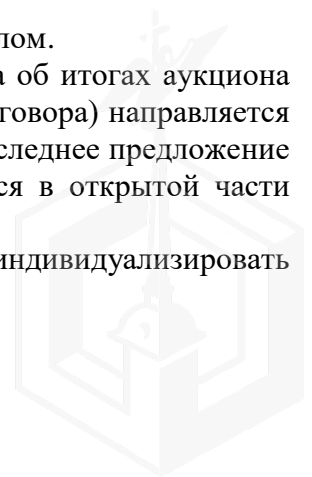 лом.
а об итогах аукциона
говора) направляется
следнее предложение
ся в открытой части
индивидуализировать